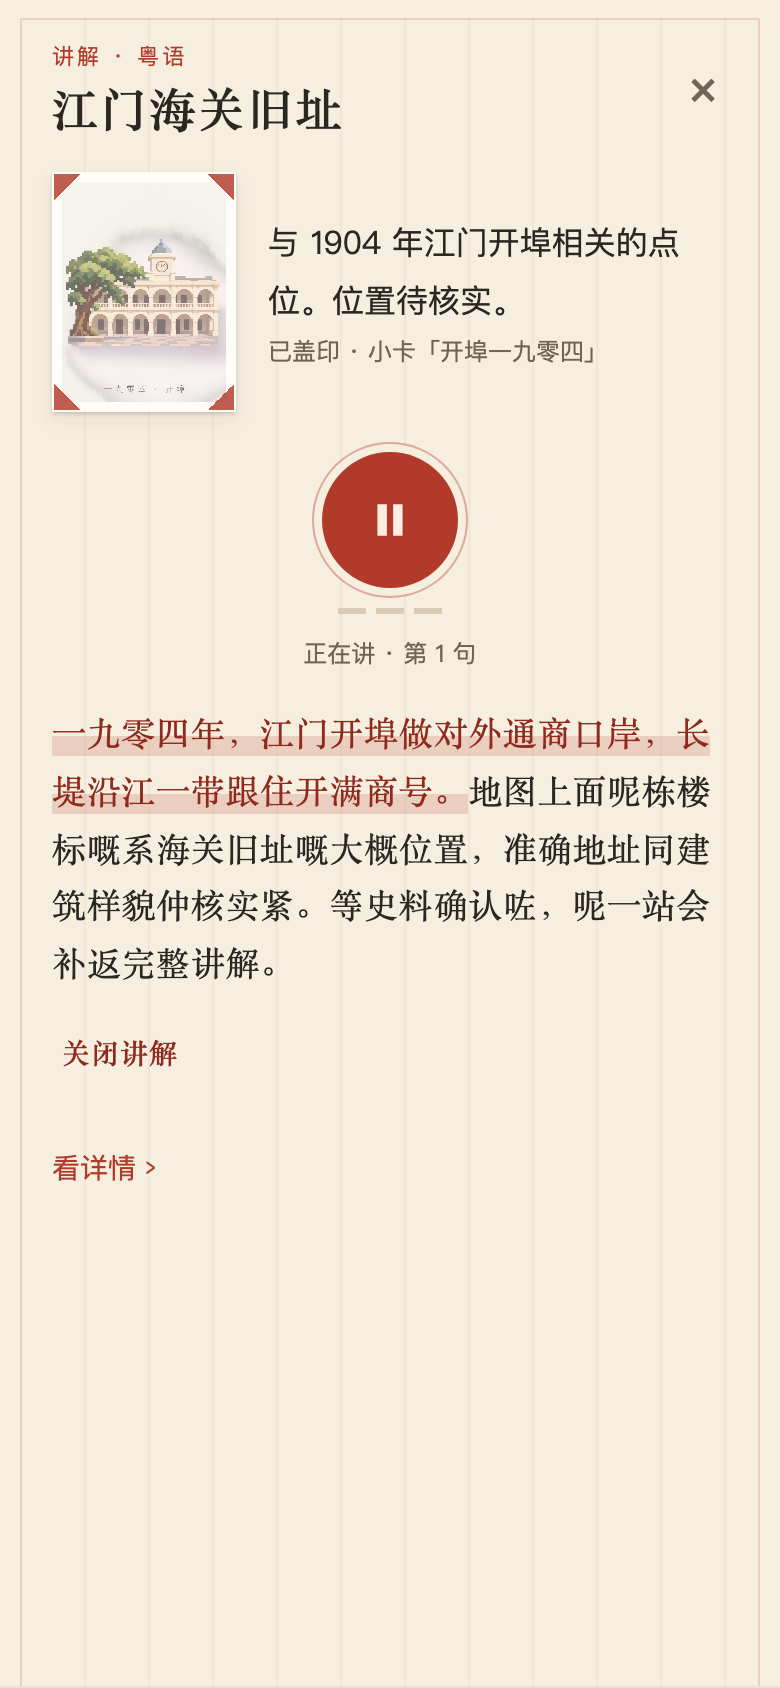 讲解 · 粤语
江门海关旧址
与 1904 年江门开埠相关的点
位。位置待核实。
已盖印 · 小卡「开埠一九零四」
一九零四 · 开埠
正在讲 · 第 1 句
一九零四年，江门开埠做对外通商口岸，长
堤沿江一带跟住开满商号。地图上面呢栋楼
标嘅系海关旧址嘅大概位置，准确地址同建
筑样貌仲核实紧。等史料确认咗，呢一站会
补返完整讲解。
关闭讲解
看详情 ›